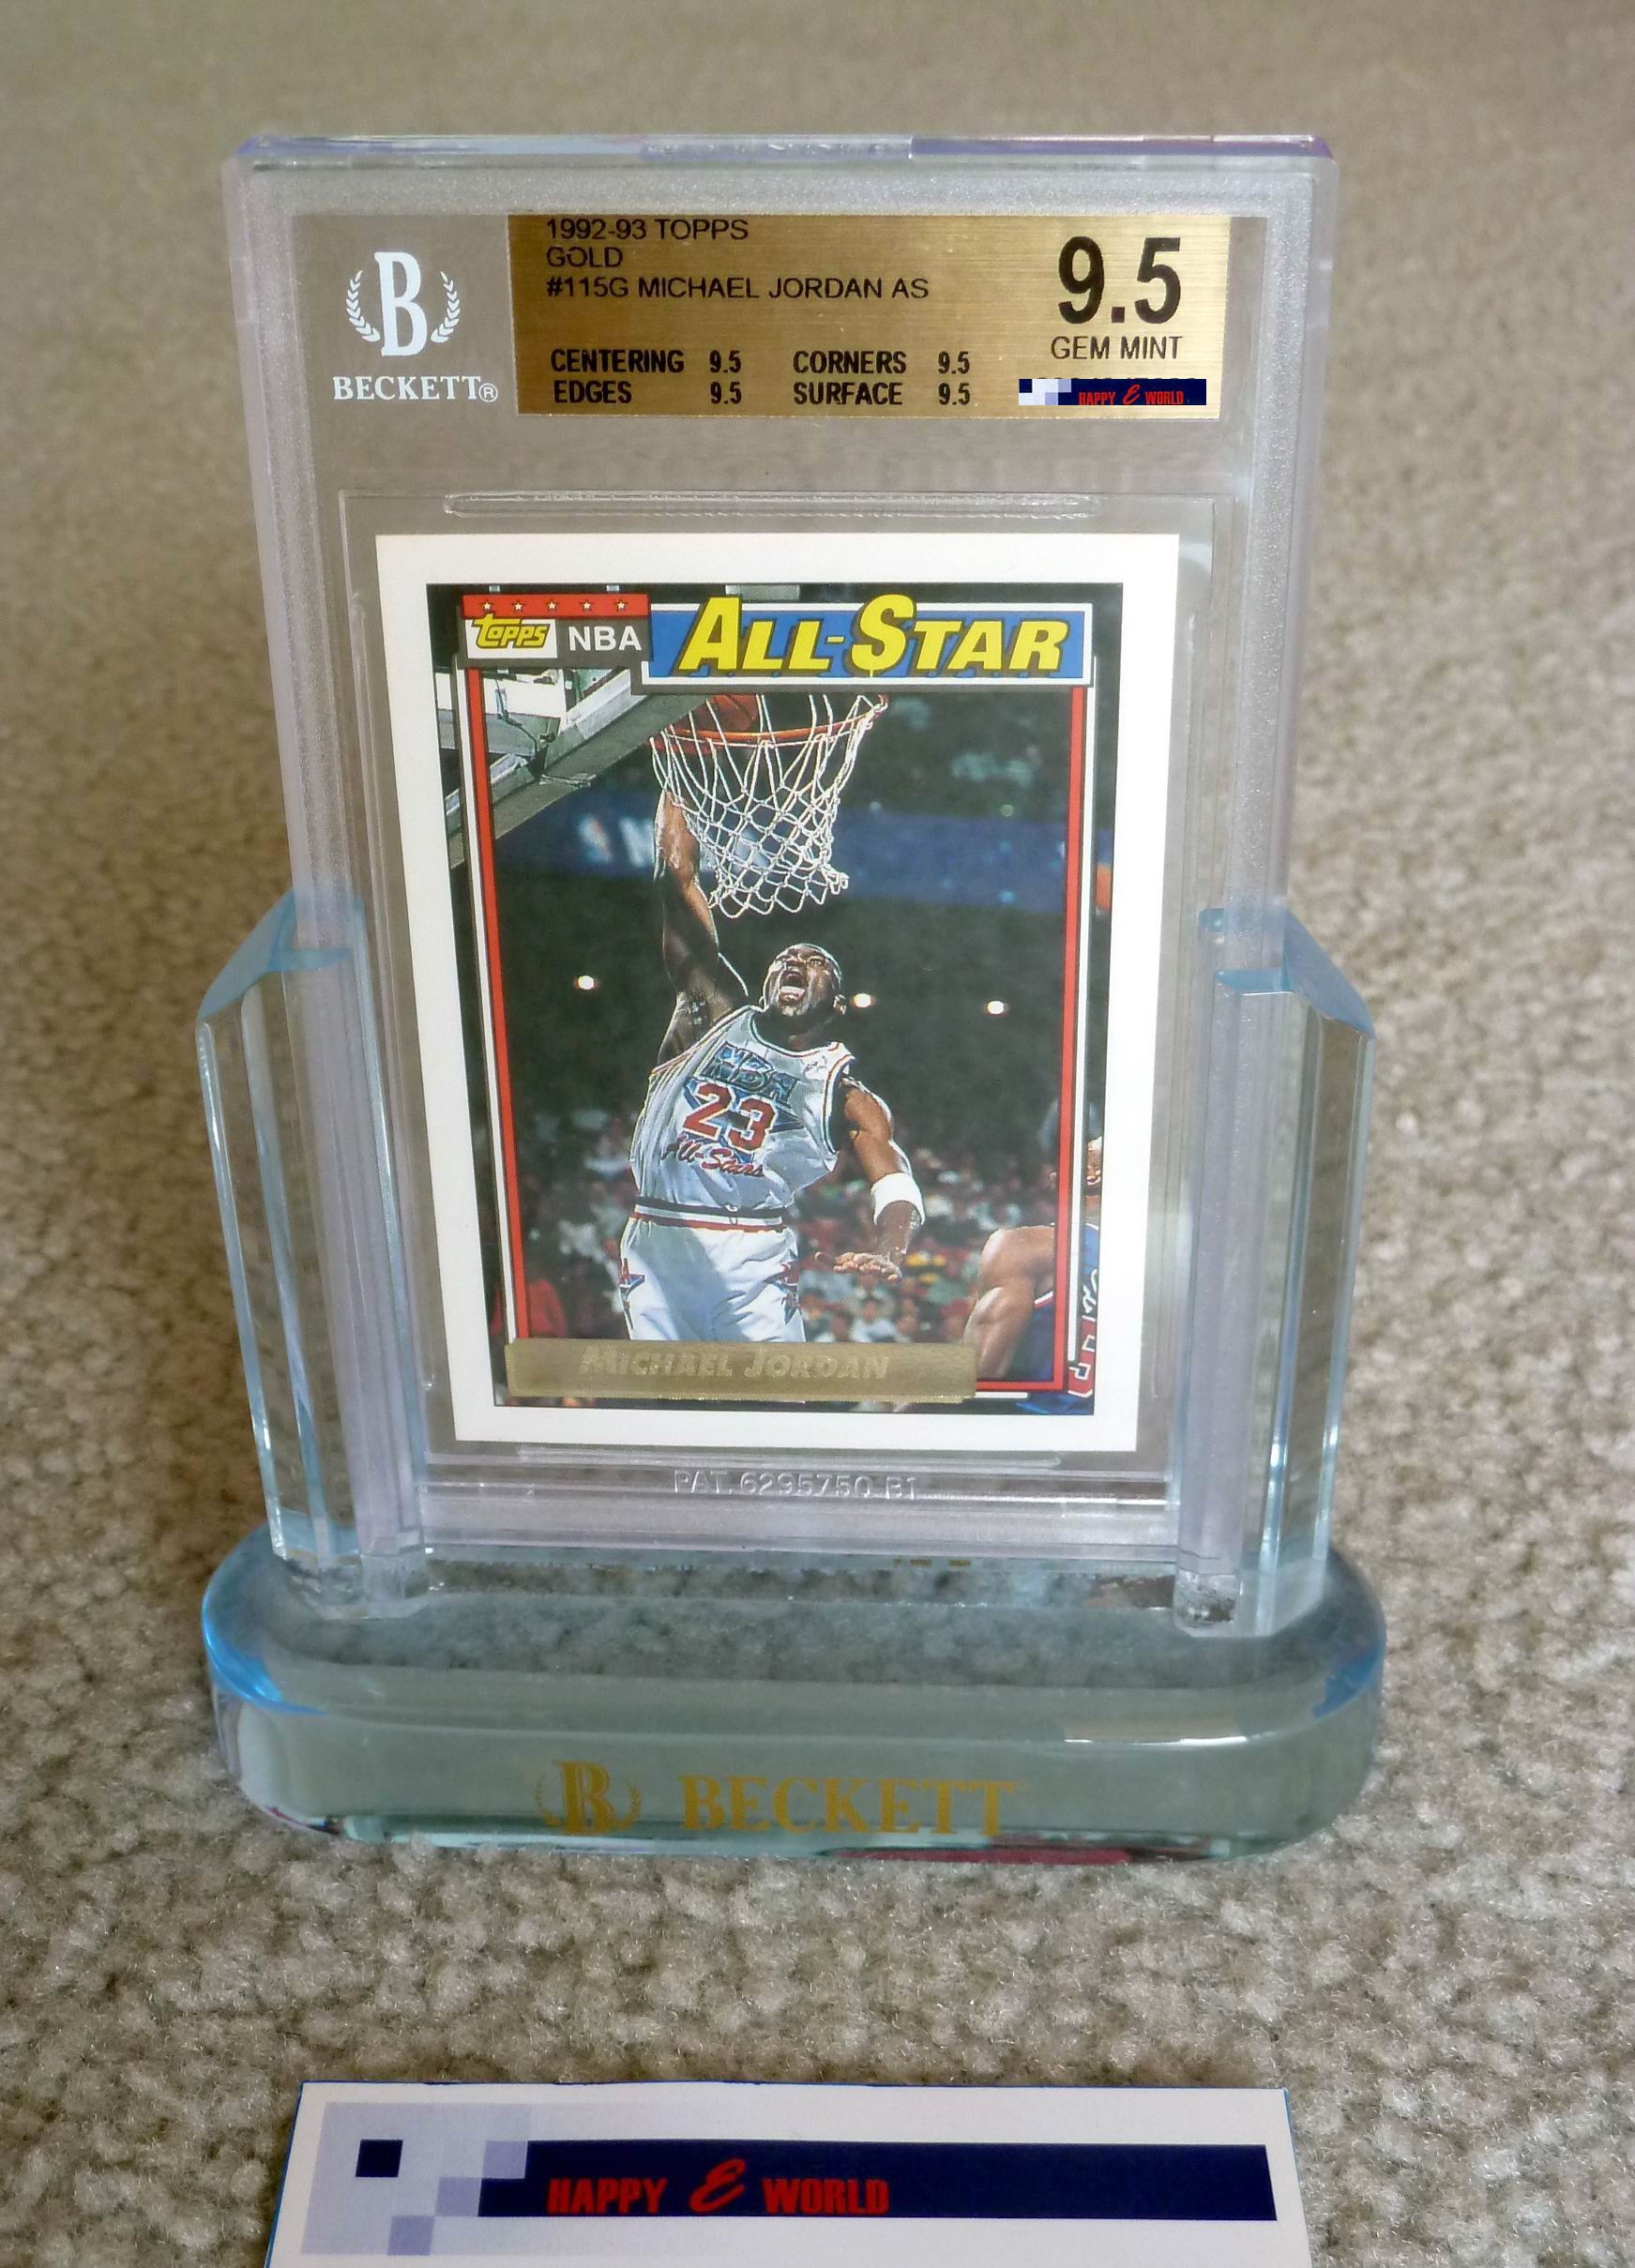 1992-93 TOPPS
GOLD
#115G MICHAEL JORDAN AS
9.5
GEM MINT
CENTERING 9.5 CORNERS 9.5
EDGES 9.5 SURFACE 9.5
HAPPY E WORLD
B
BECKETT®
topps NBA ALL-STAR
NBA
23
All-Stars
MICHAEL JORDAN
PAT. 6295750 B1
B BECKETT
HAPPY E WORLD